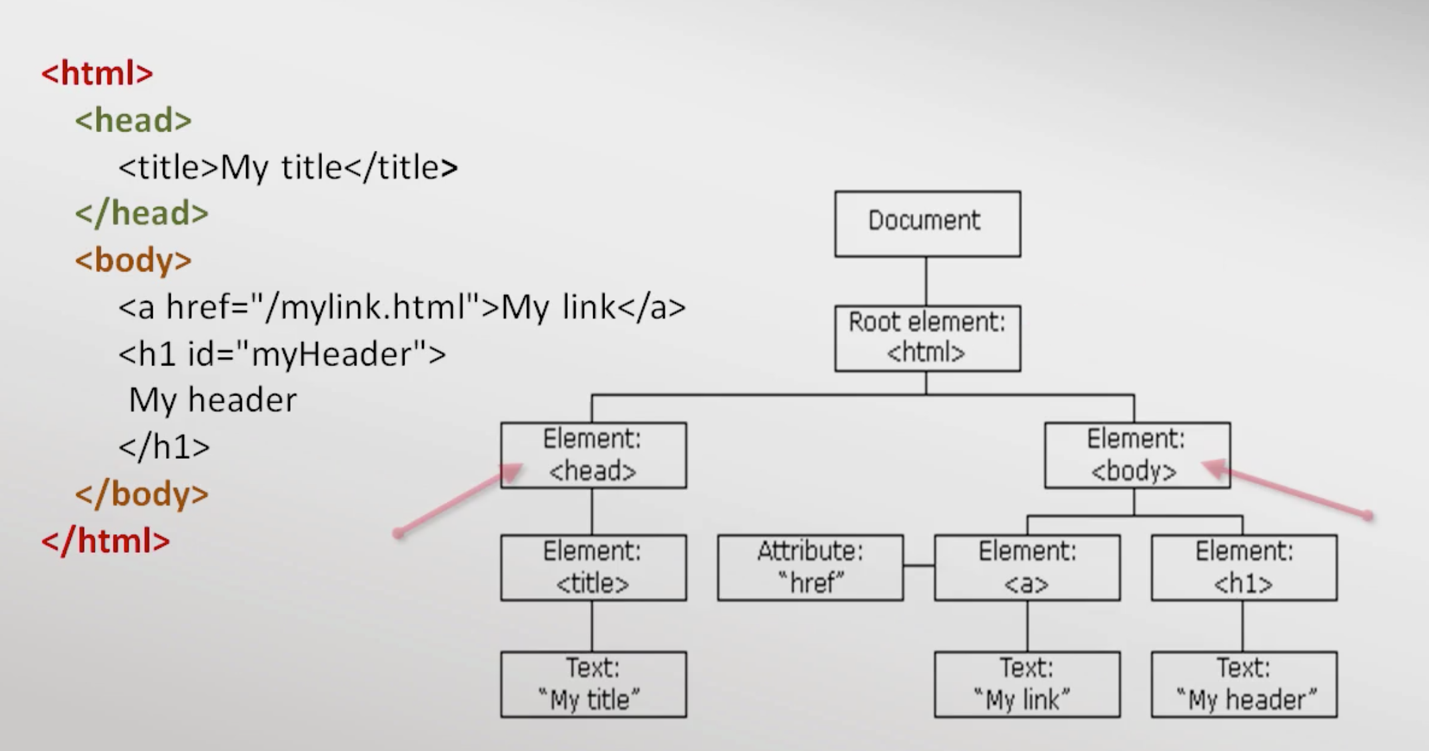 <html>
<head>
<title>My title</title>
</head>
<body>
<a href="/mylink.html">My link</a>
<h1 id="myHeader">
My header
</h1>
</body>
</html>
Document
Root element:
<html>
Element:
<head>
Element:
<body>
Element:
<title>
Attribute:
“href”
Element:
<a>
Element:
<h1>
Text:
“My title”
Text:
“My link”
Text:
“My header”